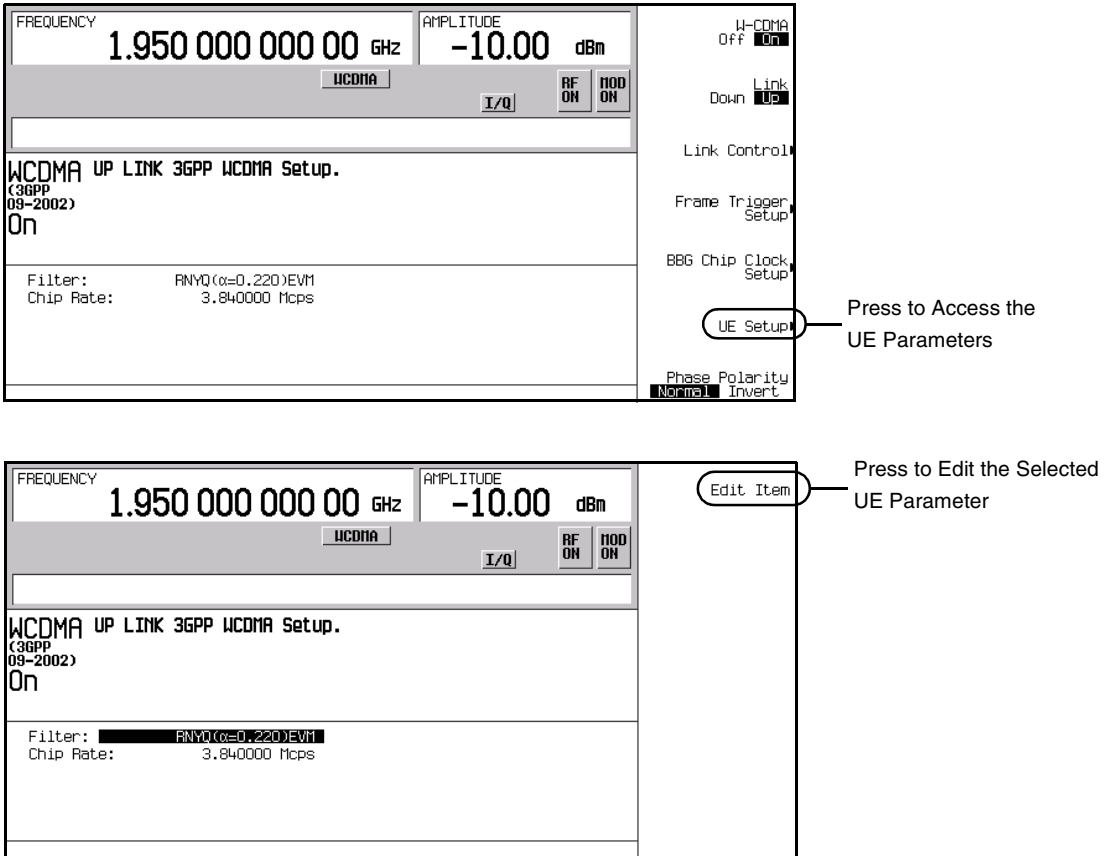 FREQUENCY
1.950 000 000 00 GHz
AMPLITUDE
-10.00 dBm
WCDMA
I/Q
RF
ON
MOD
ON
WCDMA UP LINK 3GPP WCDMA Setup.
(3GPP
09-2002)
On
Filter: RNYQ(α=0.220)EVM
Chip Rate: 3.840000 Mcps
W-CDMA
Off On
Link
Down Up
Link Control
Frame Trigger
Setup
BBG Chip Clock
Setup
UE Setup
Phase Polarity
Normal Invert
Press to Access the
UE Parameters
FREQUENCY
1.950 000 000 00 GHz
AMPLITUDE
-10.00 dBm
WCDMA
I/Q
RF
ON
MOD
ON
WCDMA UP LINK 3GPP WCDMA Setup.
(3GPP
09-2002)
On
Filter: RNYQ(α=0.220)EVM
Chip Rate: 3.840000 Mcps
Edit Item
Press to Edit the Selected
UE Parameter